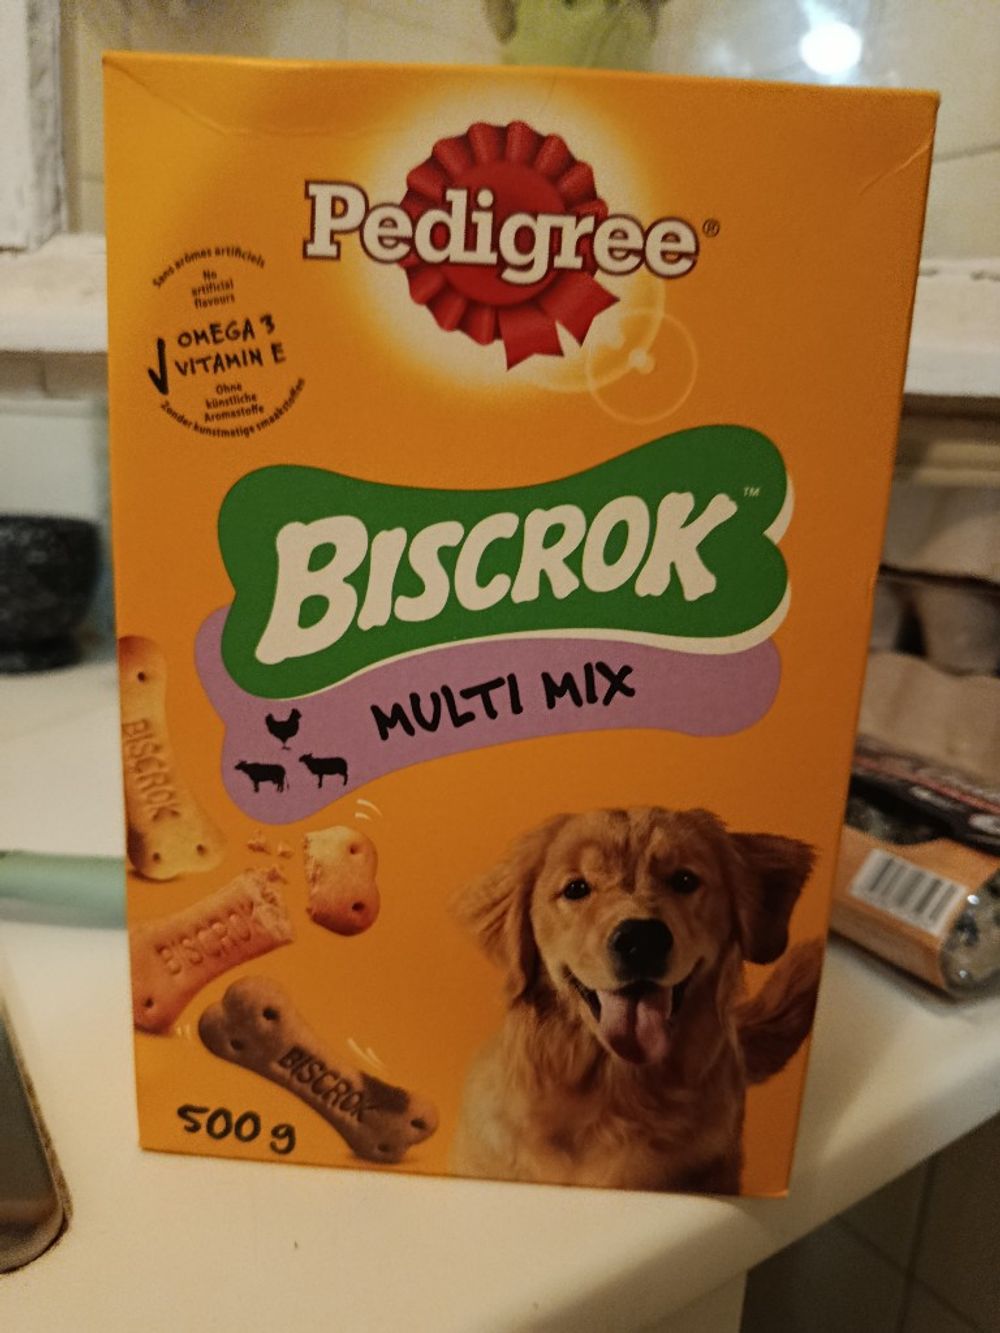 Pedigree®
Sans arômes artificiels
No
artificial
flavours
✓ OMEGA 3
VITAMIN E
Ohne
künstliche
Aromastoffe
Zonder kunstmatige smaakstoffen
BISCROK™
MULTI MIX
BISCROK
BISCRO
BISCROK
500 g